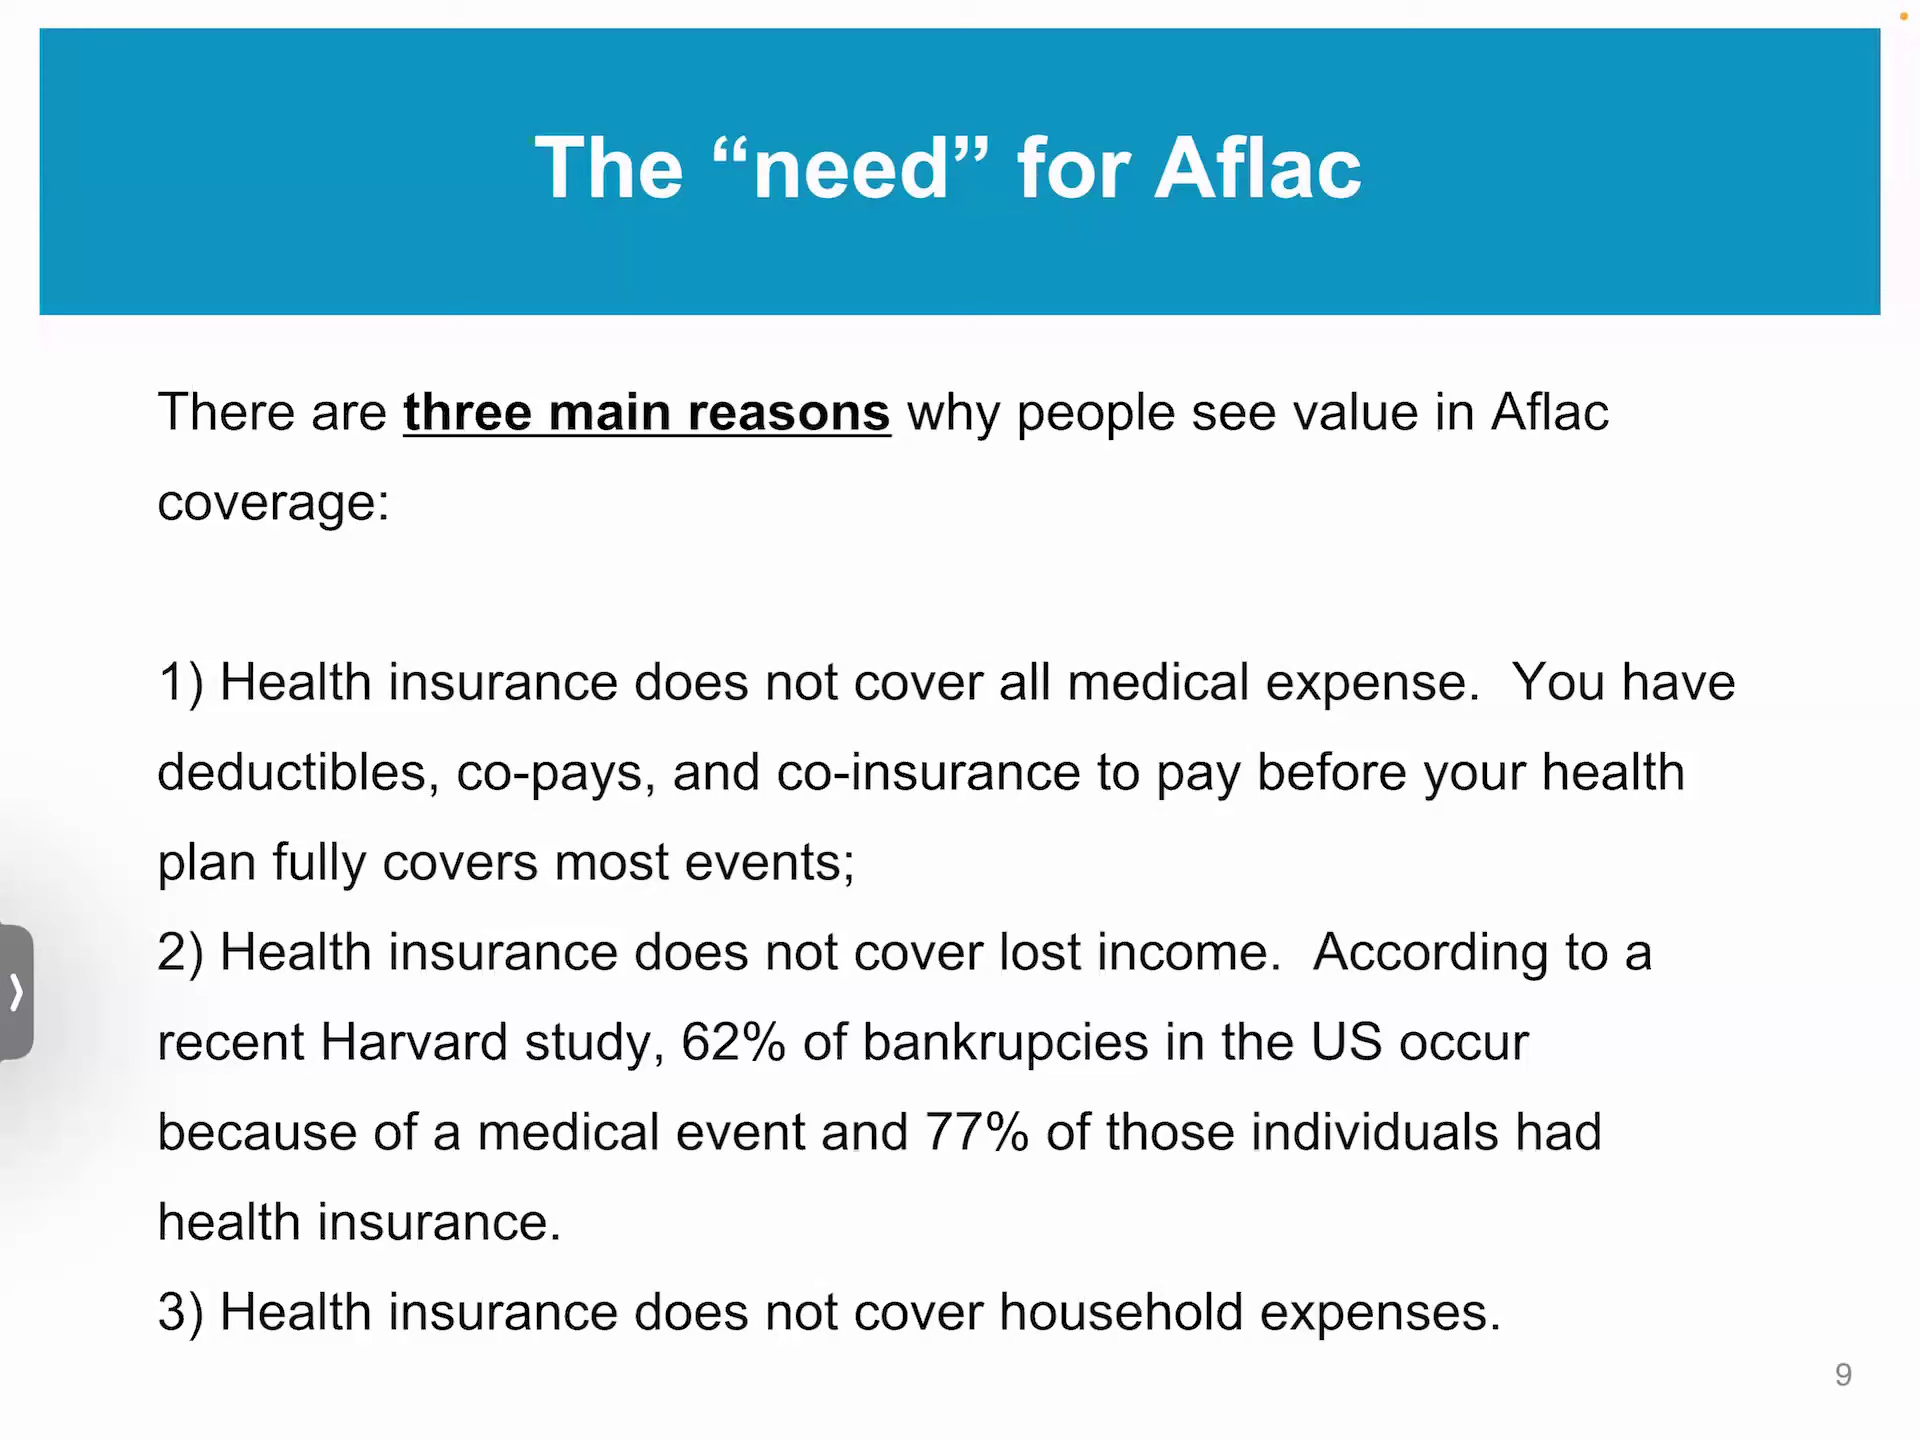 The “need” for Aflac
There are three main reasons why people see value in Aflac
coverage:
1) Health insurance does not cover all medical expense.  You have
deductibles, co-pays, and co-insurance to pay before your health
plan fully covers most events;
2) Health insurance does not cover lost income.  According to a
recent Harvard study, 62% of bankrupcies in the US occur
because of a medical event and 77% of those individuals had
health insurance.
3) Health insurance does not cover household expenses.
9